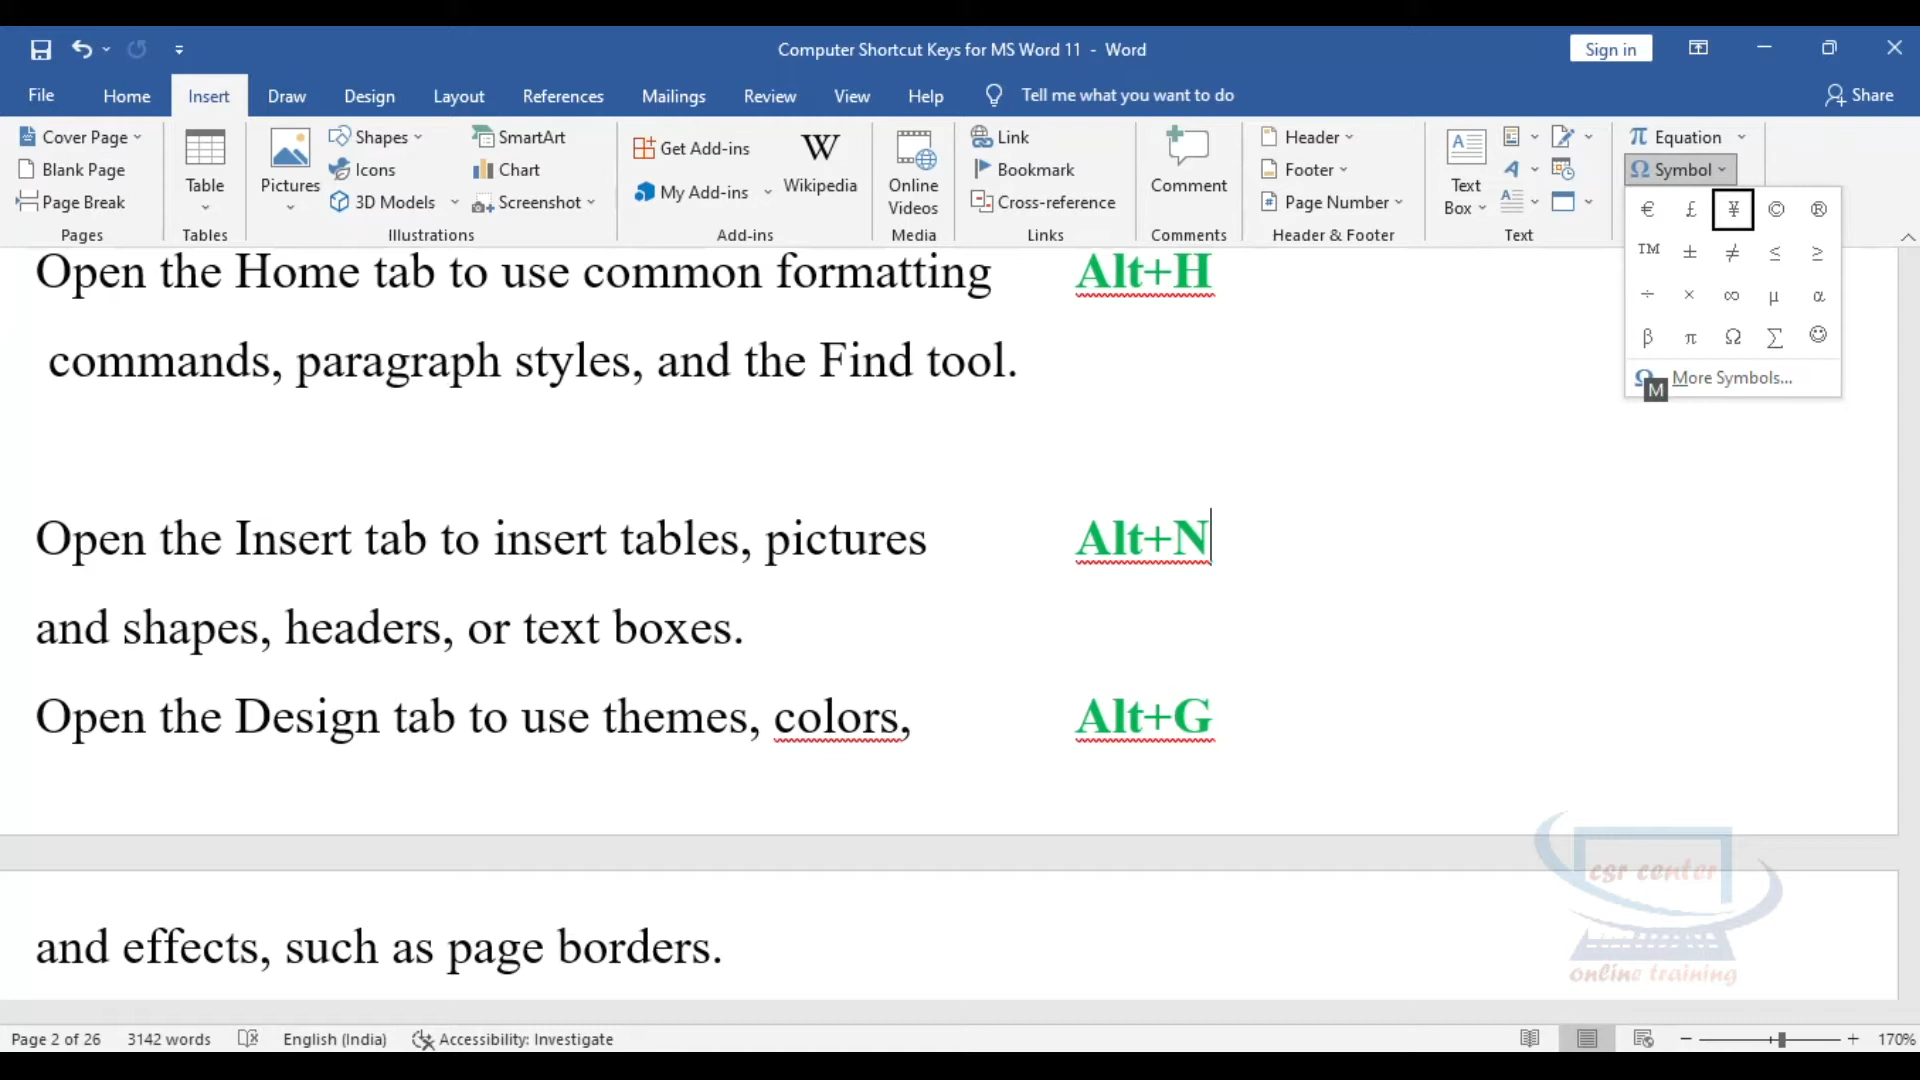 Computer Shortcut Keys for MS Word 11 - Word
Sign in
File Home Insert Draw Design Layout References Mailings Review View Help Tell me what you want to do Share
Cover Page
Blank Page
Page Break
Pages
Table
Tables
Pictures
Shapes
Icons
3D Models
SmartArt
Chart
Screenshot
Illustrations
Get Add-ins
My Add-ins
W
Wikipedia
Add-ins
Online
Videos
Media
Link
Bookmark
Cross-reference
Links
Comment
Comments
Header
Footer
Page Number
Header & Footer
Text
Box
Text
π Equation
Ω Symbol
€ £ ¥ © ®
™ ± ≠ ≤ ≥
÷ × ∞ µ α
β π Ω ∑ ☺
Ω More Symbols...
M
Open the Home tab to use common formatting Alt+H
commands, paragraph styles, and the Find tool.
Open the Insert tab to insert tables, pictures Alt+N
and shapes, headers, or text boxes.
Open the Design tab to use themes, colors, Alt+G
and effects, such as page borders.
csr center
online training
Page 2 of 26 3142 words English (India) Accessibility: Investigate 170%